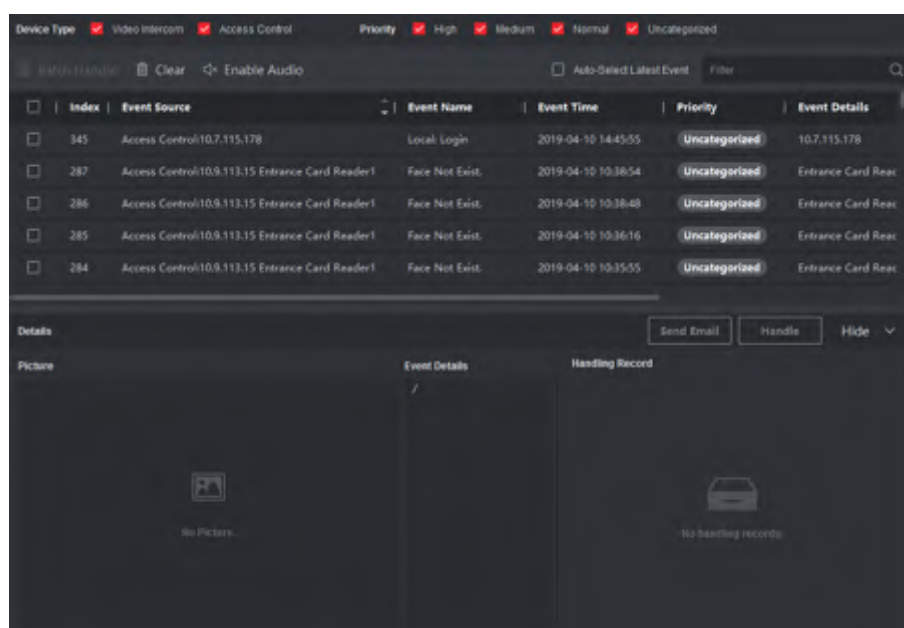 Device Type Video Intercom Access Control Priority High Medium Normal Uncategorized
Batch Handle Clear Enable Audio Auto-Select Latest Event Filter
Index Event Source Event Name Event Time Priority Event Details
345 Access Control:10.7.115.178 Local: Login 2019-04-10 14:45:55 Uncategorized 10.7.115.178
287 Access Control:10.9.113.15 Entrance Card Reader1 Face Not Exist. 2019-04-10 10:38:54 Uncategorized Entrance Card Reac
286 Access Control:10.9.113.15 Entrance Card Reader1 Face Not Exist. 2019-04-10 10:38:48 Uncategorized Entrance Card Reac
285 Access Control:10.9.113.15 Entrance Card Reader1 Face Not Exist. 2019-04-10 10:36:16 Uncategorized Entrance Card Reac
284 Access Control:10.9.113.15 Entrance Card Reader1 Face Not Exist. 2019-04-10 10:35:55 Uncategorized Entrance Card Reac
Details Send Email Handle Hide
Picture Event Details Handling Record
/
No Picture. No handling records.